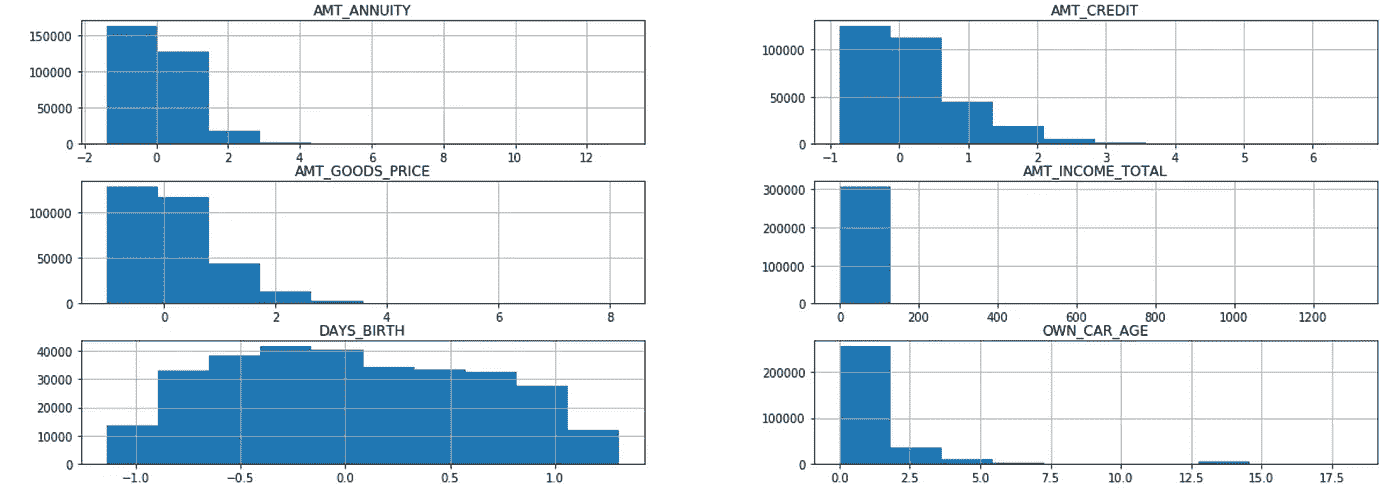 AMT_ANNUITY
150000
100000
50000
0
−2 0 2 4 6 8 10 12
AMT_CREDIT
100000
50000
0
−1 0 1 2 3 4 5 6
AMT_GOODS_PRICE
100000
50000
0
0 2 4 6 8
AMT_INCOME_TOTAL
300000
200000
100000
0
0 200 400 600 800 1000 1200
DAYS_BIRTH
40000
30000
20000
10000
0
−1.0 −0.5 0.0 0.5 1.0
OWN_CAR_AGE
200000
100000
0
0.0 2.5 5.0 7.5 10.0 12.5 15.0 17.5